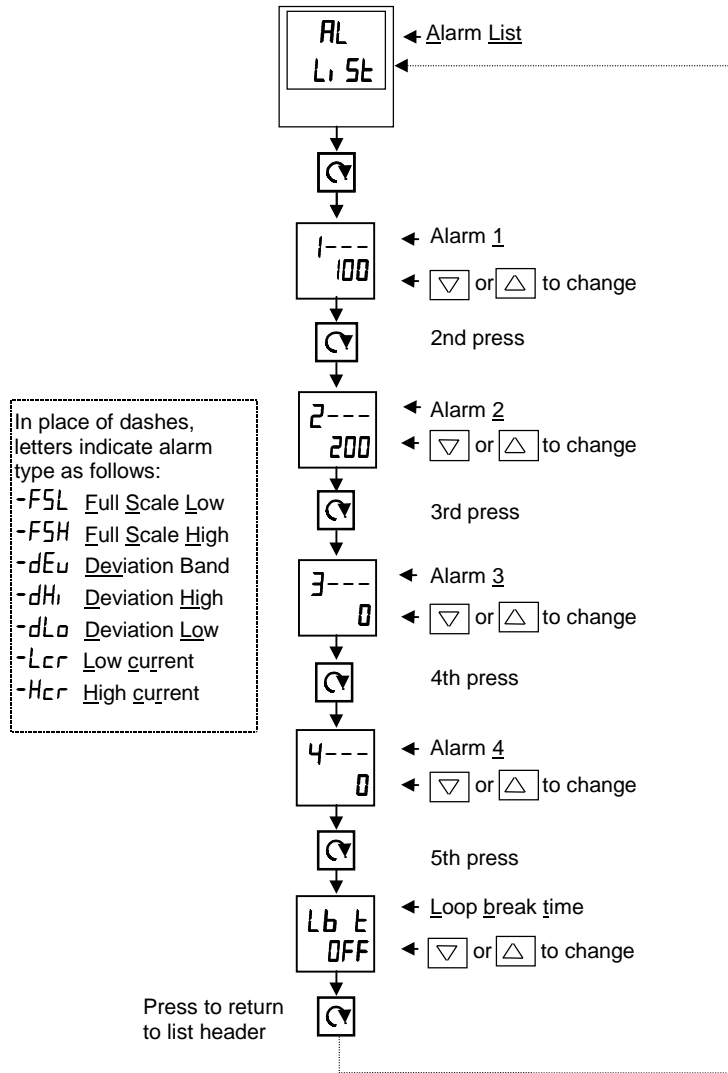 AL
Alarm List
LiSt
1---
Alarm 1
100
or
to change
2nd press
2---
Alarm 2
200
or
to change
In place of dashes,
letters indicate alarm
type as follows:
-FSL Full Scale Low
-FSH Full Scale High
-dEv Deviation Band
-dHi Deviation High
-dLo Deviation Low
-Lcr Low current
-Hcr High current
3rd press
3---
Alarm 3
0
or
to change
4th press
4---
Alarm 4
0
or
to change
5th press
Lb t
Loop break time
OFF
or
to change
Press to return
to list header